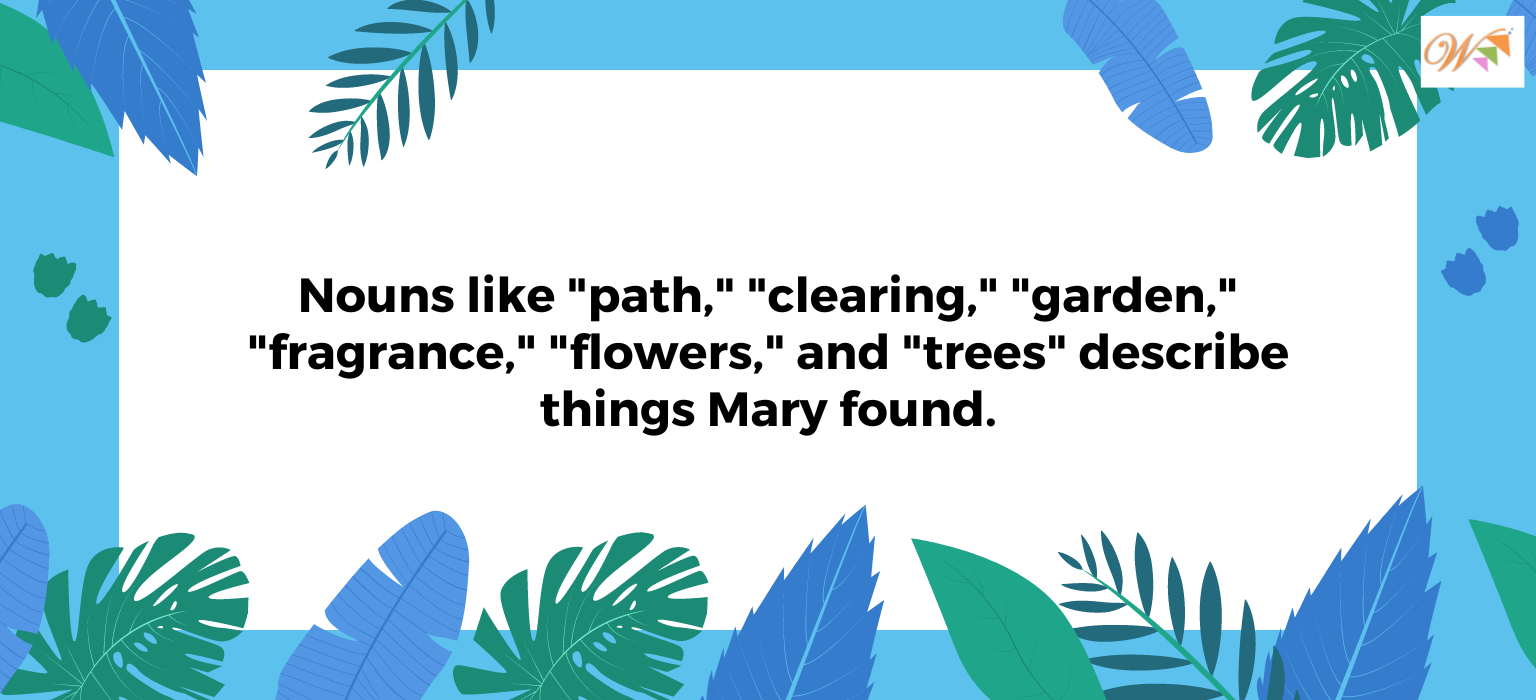 W
Nouns like "path," "clearing," "garden,"
"fragrance," "flowers," and "trees" describe
things Mary found.